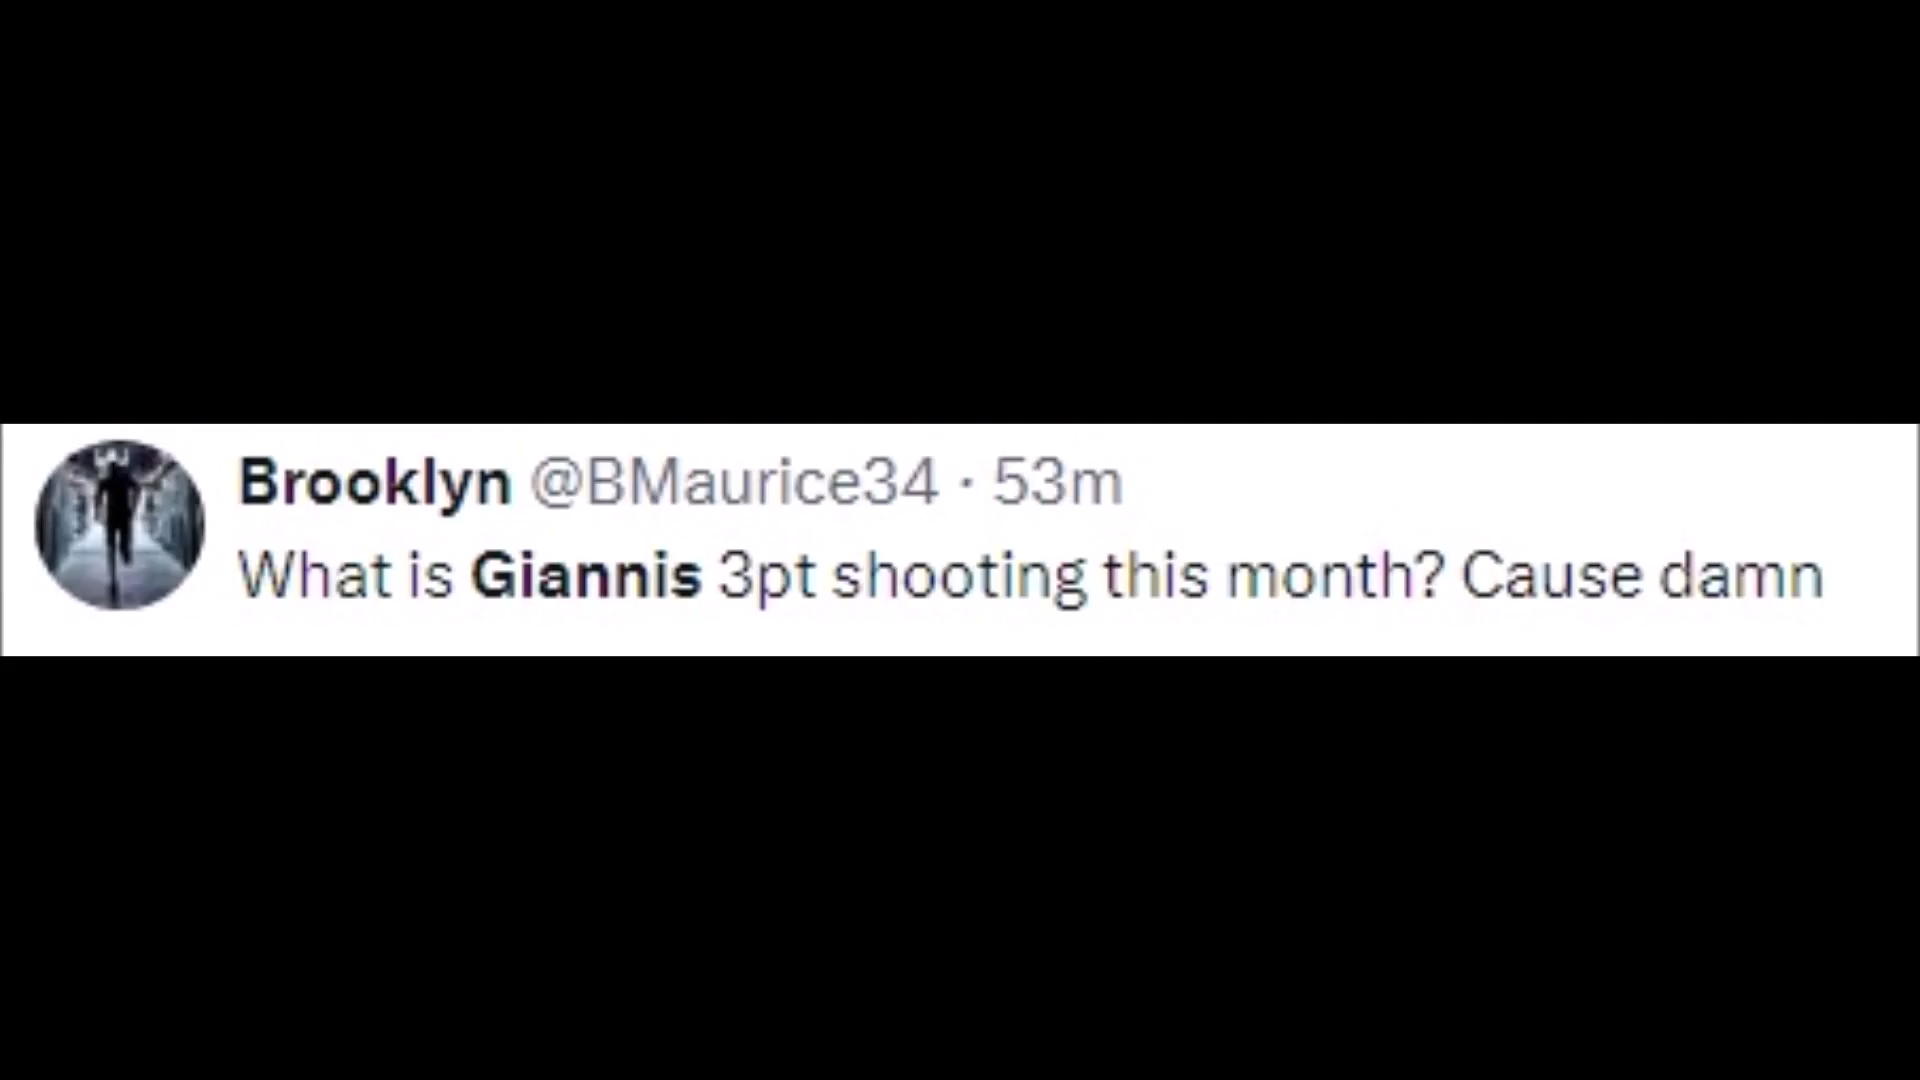 Brooklyn @BMaurice34 · 53m
What is Giannis 3pt shooting this month? Cause damn